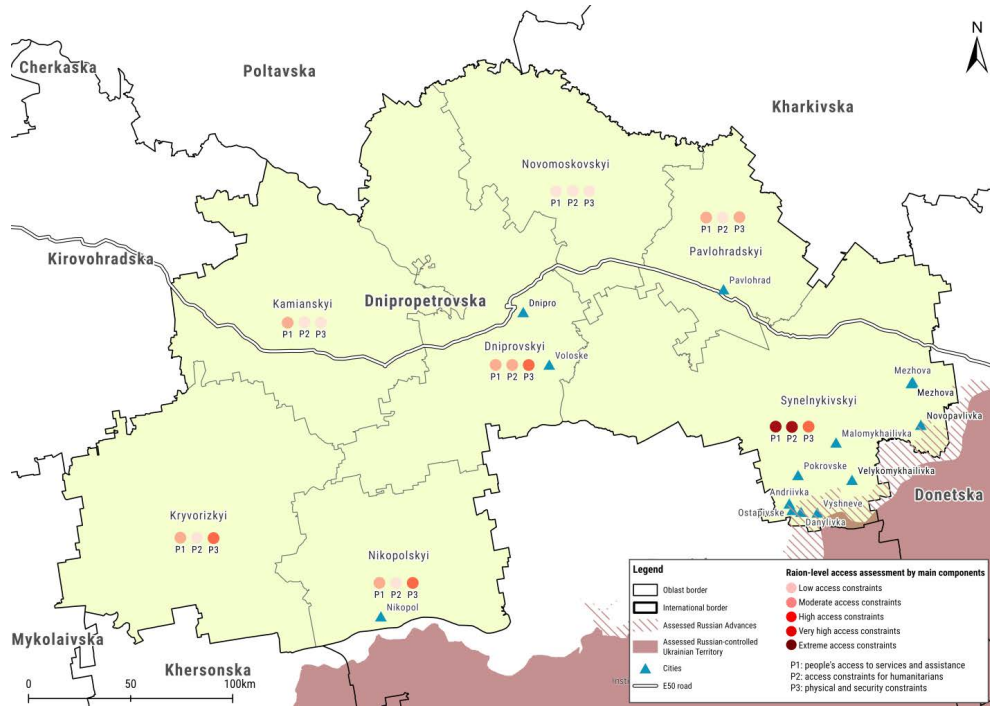 N
Cherkaska
Poltavska
Kharkivska
Novomoskovskyi
P1 P2 P3
P1 P2 P3
Pavlohradskyi
Kirovohradska
Pavlohrad
Kamianskyi
Dnipropetrovska
Dnipro
P1 P2 P3
Dniprovskyi
Voloske
P1 P2 P3
Mezhova
Mezhova
Synelnykivskyi
Novopavlivka
P1 P2 P3
Malomykhailivka
Pokrovske
Velykomykhailivka
Andriivka
Vyshneve
Donetska
Ostapivske
Danylivka
Kryvorizkyi
P1 P2 P3
Nikopolskyi
P1 P2 P3
Nikopol
Mykolaivska
Khersonska
0 50 100km
Legend
Oblast border
International border
Assessed Russian Advances
Assessed Russian-controlled
Ukrainian Territory
Cities
E50 road
Raion-level access assessment by main components
Low access constraints
Moderate access constraints
High access constraints
Very high access constraints
Extreme access constraints
P1: people's access to services and assistance
P2: access constraints for humanitarians
P3: physical and security constraints